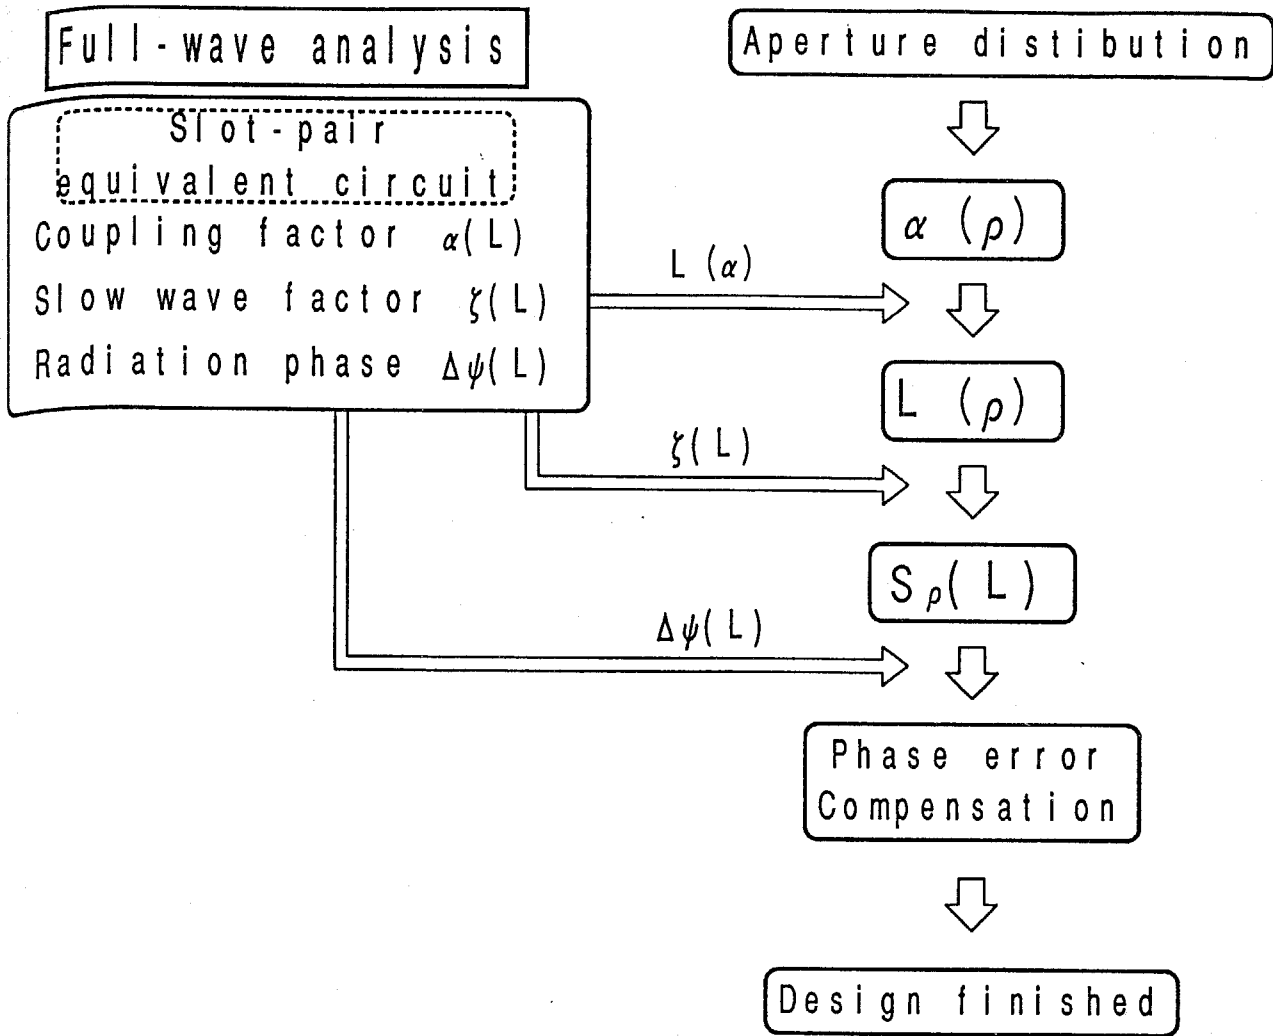 Full-wave analysis
Slot-pair
equivalent circuit
Coupling factor α(L)
Slow wave factor ζ(L)
Radiation phase Δψ(L)
Aperture distibution
α (ρ)
L (α)
L (ρ)
ζ(L)
Sρ(L)
Δψ(L)
Phase error
Compensation
Design finished